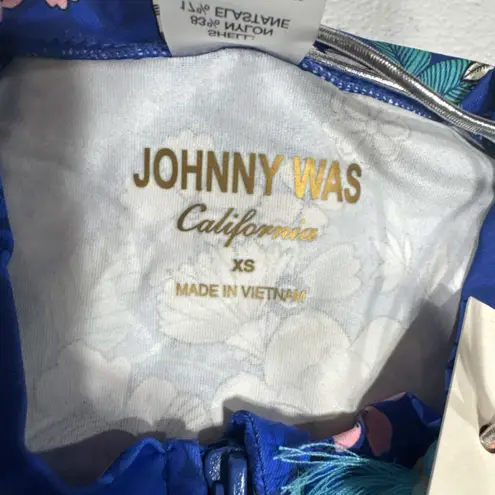 17% ELASTANE
83% NYLON
SHELL:
JOHNNY WAS
California
XS
MADE IN VIETNAM